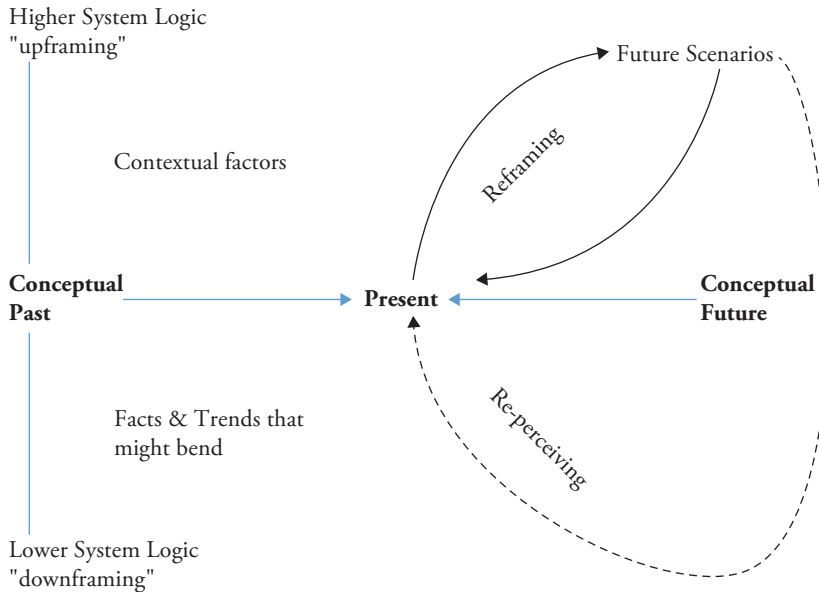 Higher System Logic
"upframing"
Future Scenarios
Contextual factors
Reframing
Conceptual
Past
Present
Conceptual
Future
Facts & Trends that
might bend
Re-perceiving
Lower System Logic
"downframing"